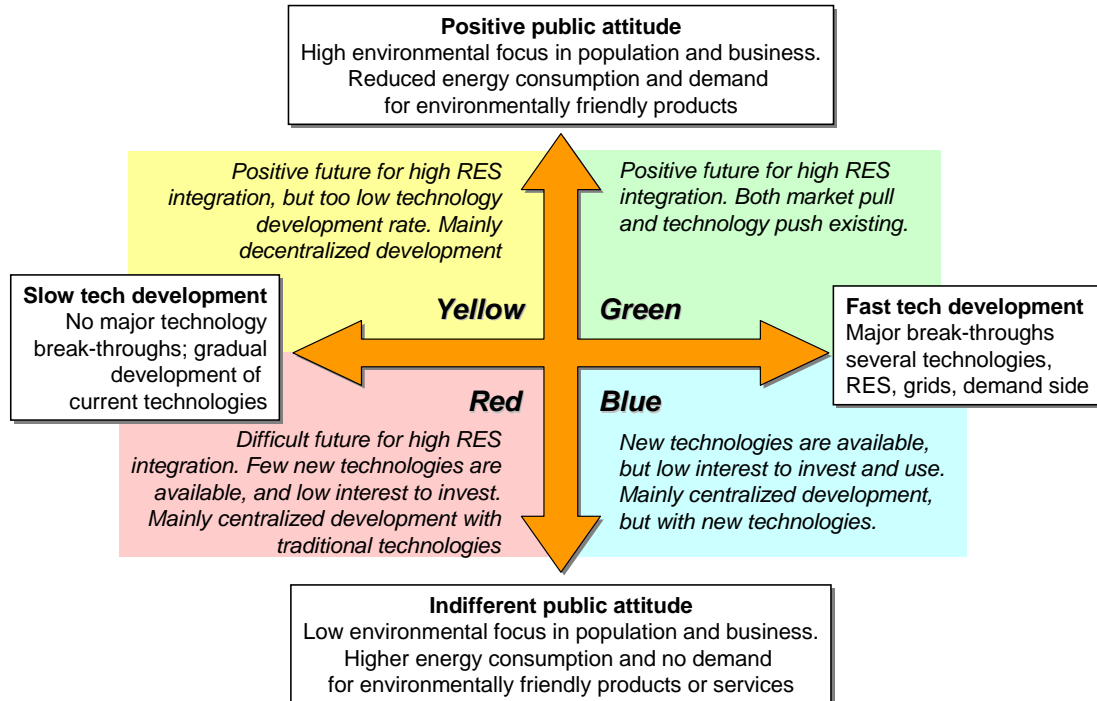 Positive public attitude
High environmental focus in population and business.
Reduced energy consumption and demand
for environmentally friendly products
Positive future for high RES
integration, but too low technology
development rate. Mainly
decentralized development
Positive future for high RES
integration. Both market pull
and technology push existing.
Slow tech development
No major technology
break-throughs; gradual
development of
current technologies
Yellow
Green
Fast tech development
Major break-throughs
several technologies,
RES, grids, demand side
Red
Blue
Difficult future for high RES
integration. Few new technologies are
available, and low interest to invest.
Mainly centralized development with
traditional technologies
New technologies are available,
but low interest to invest and use.
Mainly centralized development,
but with new technologies.
Indifferent public attitude
Low environmental focus in population and business.
Higher energy consumption and no demand
for environmentally friendly products or services